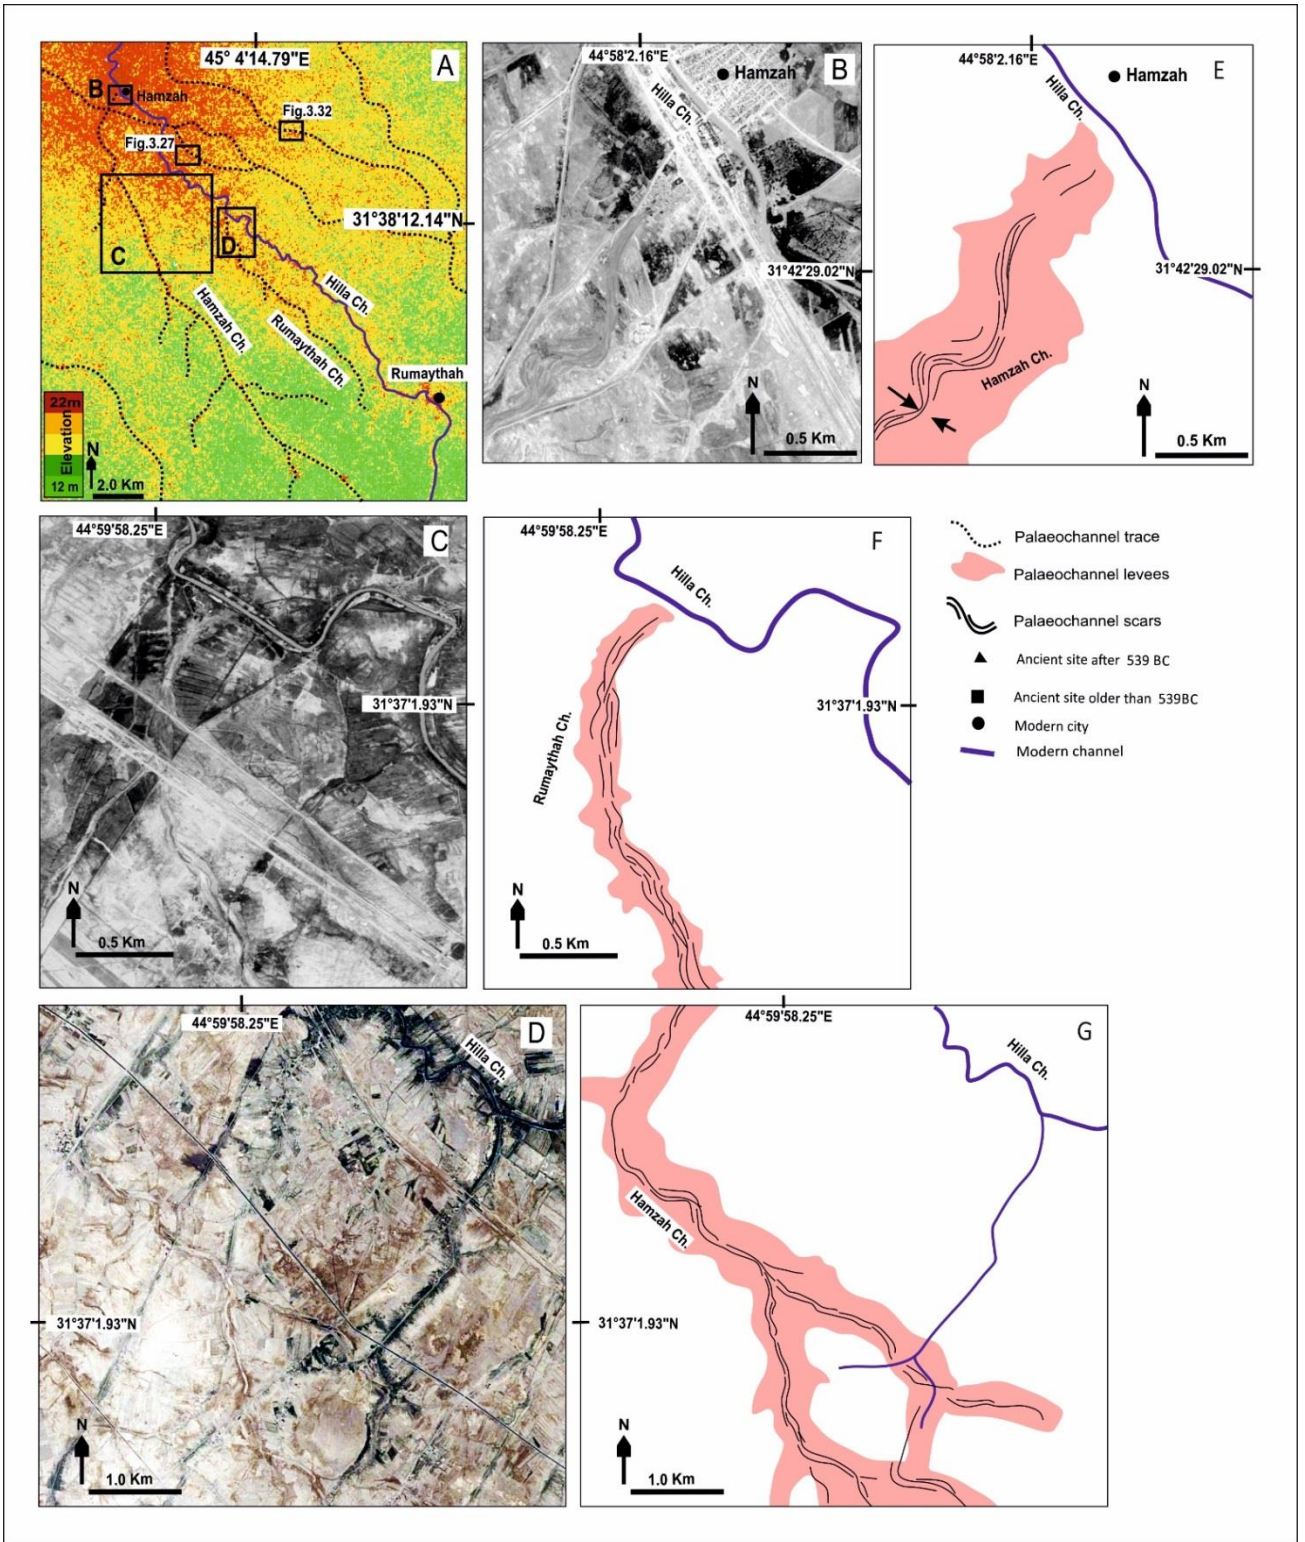 45° 4'14.79"E
A
B
Hamzah
Fig.3.32
Fig.3.27
31°38'12.14"N
C
D
Hilla Ch.
Hamzah Ch.
Rumaythah Ch.
Rumaythah
22m
Elevation
12 m
N
2.0 Km
44°58'2.16"E
B
Hamzah
Hilla Ch.
31°42'29.02"N
N
0.5 Km
44°58'2.16"E
E
Hamzah
Hilla Ch.
31°42'29.02"N
Hamzah Ch.
N
0.5 Km
44°59'58.25"E
C
31°37'1.93"N
N
0.5 Km
44°59'58.25"E
F
Hilla Ch.
31°37'1.93"N
Rumaythah Ch.
N
0.5 Km
Palaeochannel trace
Palaeochannel levees
Palaeochannel scars
Ancient site after 539 BC
Ancient site older than 539BC
Modern city
Modern channel
44°59'58.25"E
D
Hilla Ch.
31°37'1.93"N
N
1.0 Km
44°59'58.25"E
G
Hilla Ch.
Hamzah Ch.
31°37'1.93"N
N
1.0 Km